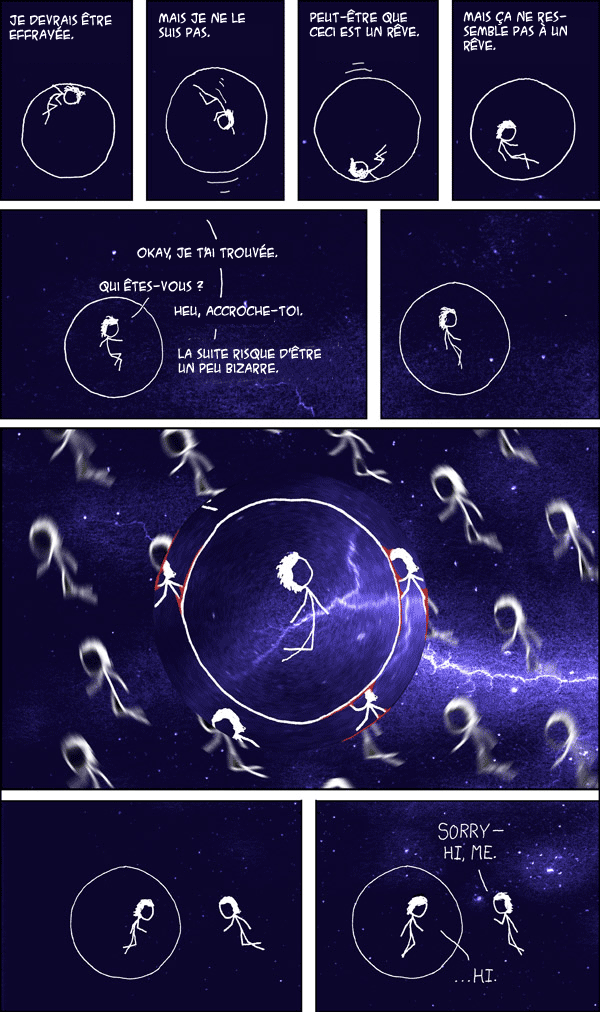 JE DEVRAIS ÊTRE
EFFRAYÉE.
MAIS JE NE LE
SUIS PAS.
PEUT-ÊTRE QUE
CECI EST UN RÊVE.
MAIS ÇA NE RES-
SEMBLE PAS À UN
RÊVE.
OKAY, JE T'AI TROUVÉE.
QUI ÊTES-VOUS ?
HEU, ACCROCHE-TOI.
LA SUITE RISQUE D'ÊTRE
UN PEU BIZARRE.
SORRY—
HI, ME.
...HI.